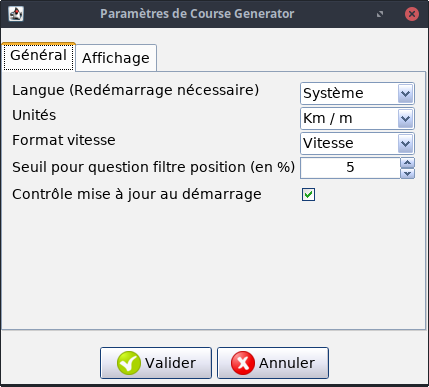 Paramètres de Course Generator
Général Affichage
Langue (Redémarrage nécessaire) Système
Unités Km / m
Format vitesse Vitesse
Seuil pour question filtre position (en %) 5
Contrôle mise à jour au démarrage
Valider Annuler